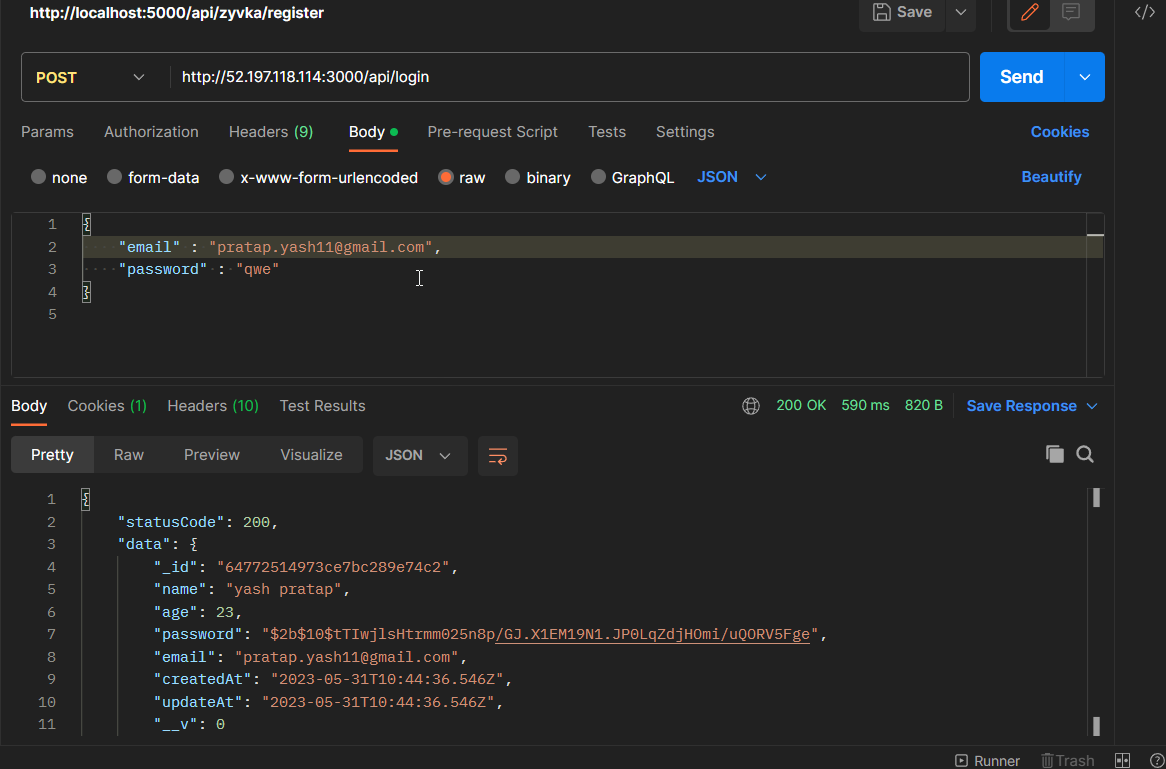 http://localhost:5000/api/zyvka/register
Save
POST http://52.197.118.114:3000/api/login Send
Params Authorization Headers (9) Body Pre-request Script Tests Settings Cookies
none form-data x-www-form-urlencoded raw binary GraphQL JSON Beautify
1 {
2 "email" : "pratap.yash11@gmail.com",
3 "password" : "qwe"
4 }
5
Body Cookies (1) Headers (10) Test Results 200 OK 590 ms 820 B Save Response
Pretty Raw Preview Visualize JSON
1 {
2 "statusCode": 200,
3 "data": {
4 "_id": "64772514973ce7bc289e74c2",
5 "name": "yash pratap",
6 "age": 23,
7 "password": "$2b$10$tTIwjlsHtrmm025n8p/GJ.X1EM19N1.JP0LqZdjHOmi/uQORV5Fge",
8 "email": "pratap.yash11@gmail.com",
9 "createdAt": "2023-05-31T10:44:36.546Z",
10 "updateAt": "2023-05-31T10:44:36.546Z",
11 "__v": 0
Runner Trash